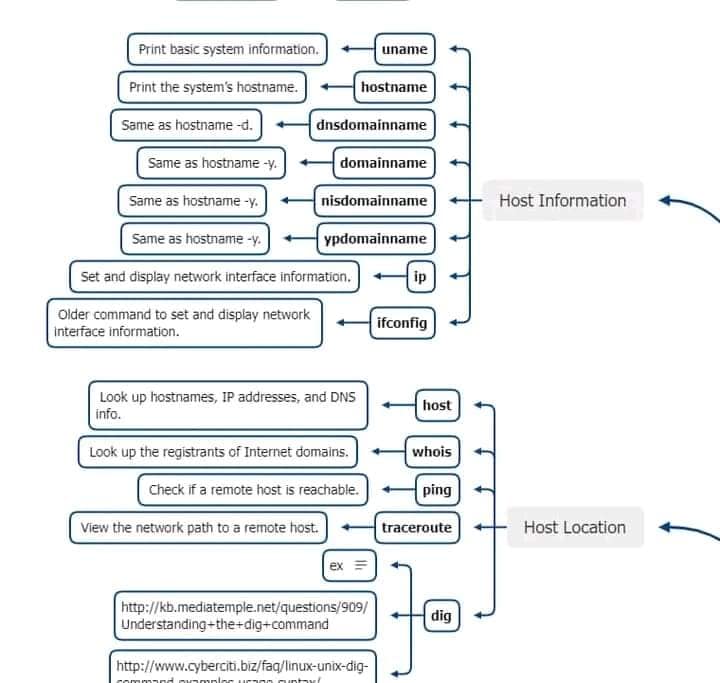 Print basic system information.
uname
Print the system's hostname.
hostname
Same as hostname -d.
dnsdomainname
Same as hostname -y.
domainname
Same as hostname -y.
nisdomainname
Host Information
Same as hostname -y.
ypdomainname
Set and display network interface information.
ip
Older command to set and display network
interface information.
ifconfig
Look up hostnames, IP addresses, and DNS
info.
host
Look up the registrants of Internet domains.
whois
Check if a remote host is reachable.
ping
View the network path to a remote host.
traceroute
Host Location
ex
http://kb.mediatemple.net/questions/909/
Understanding+the+dig+command
dig
http://www.cyberciti.biz/faq/linux-unix-dig-
command-examples-usage-syntax/